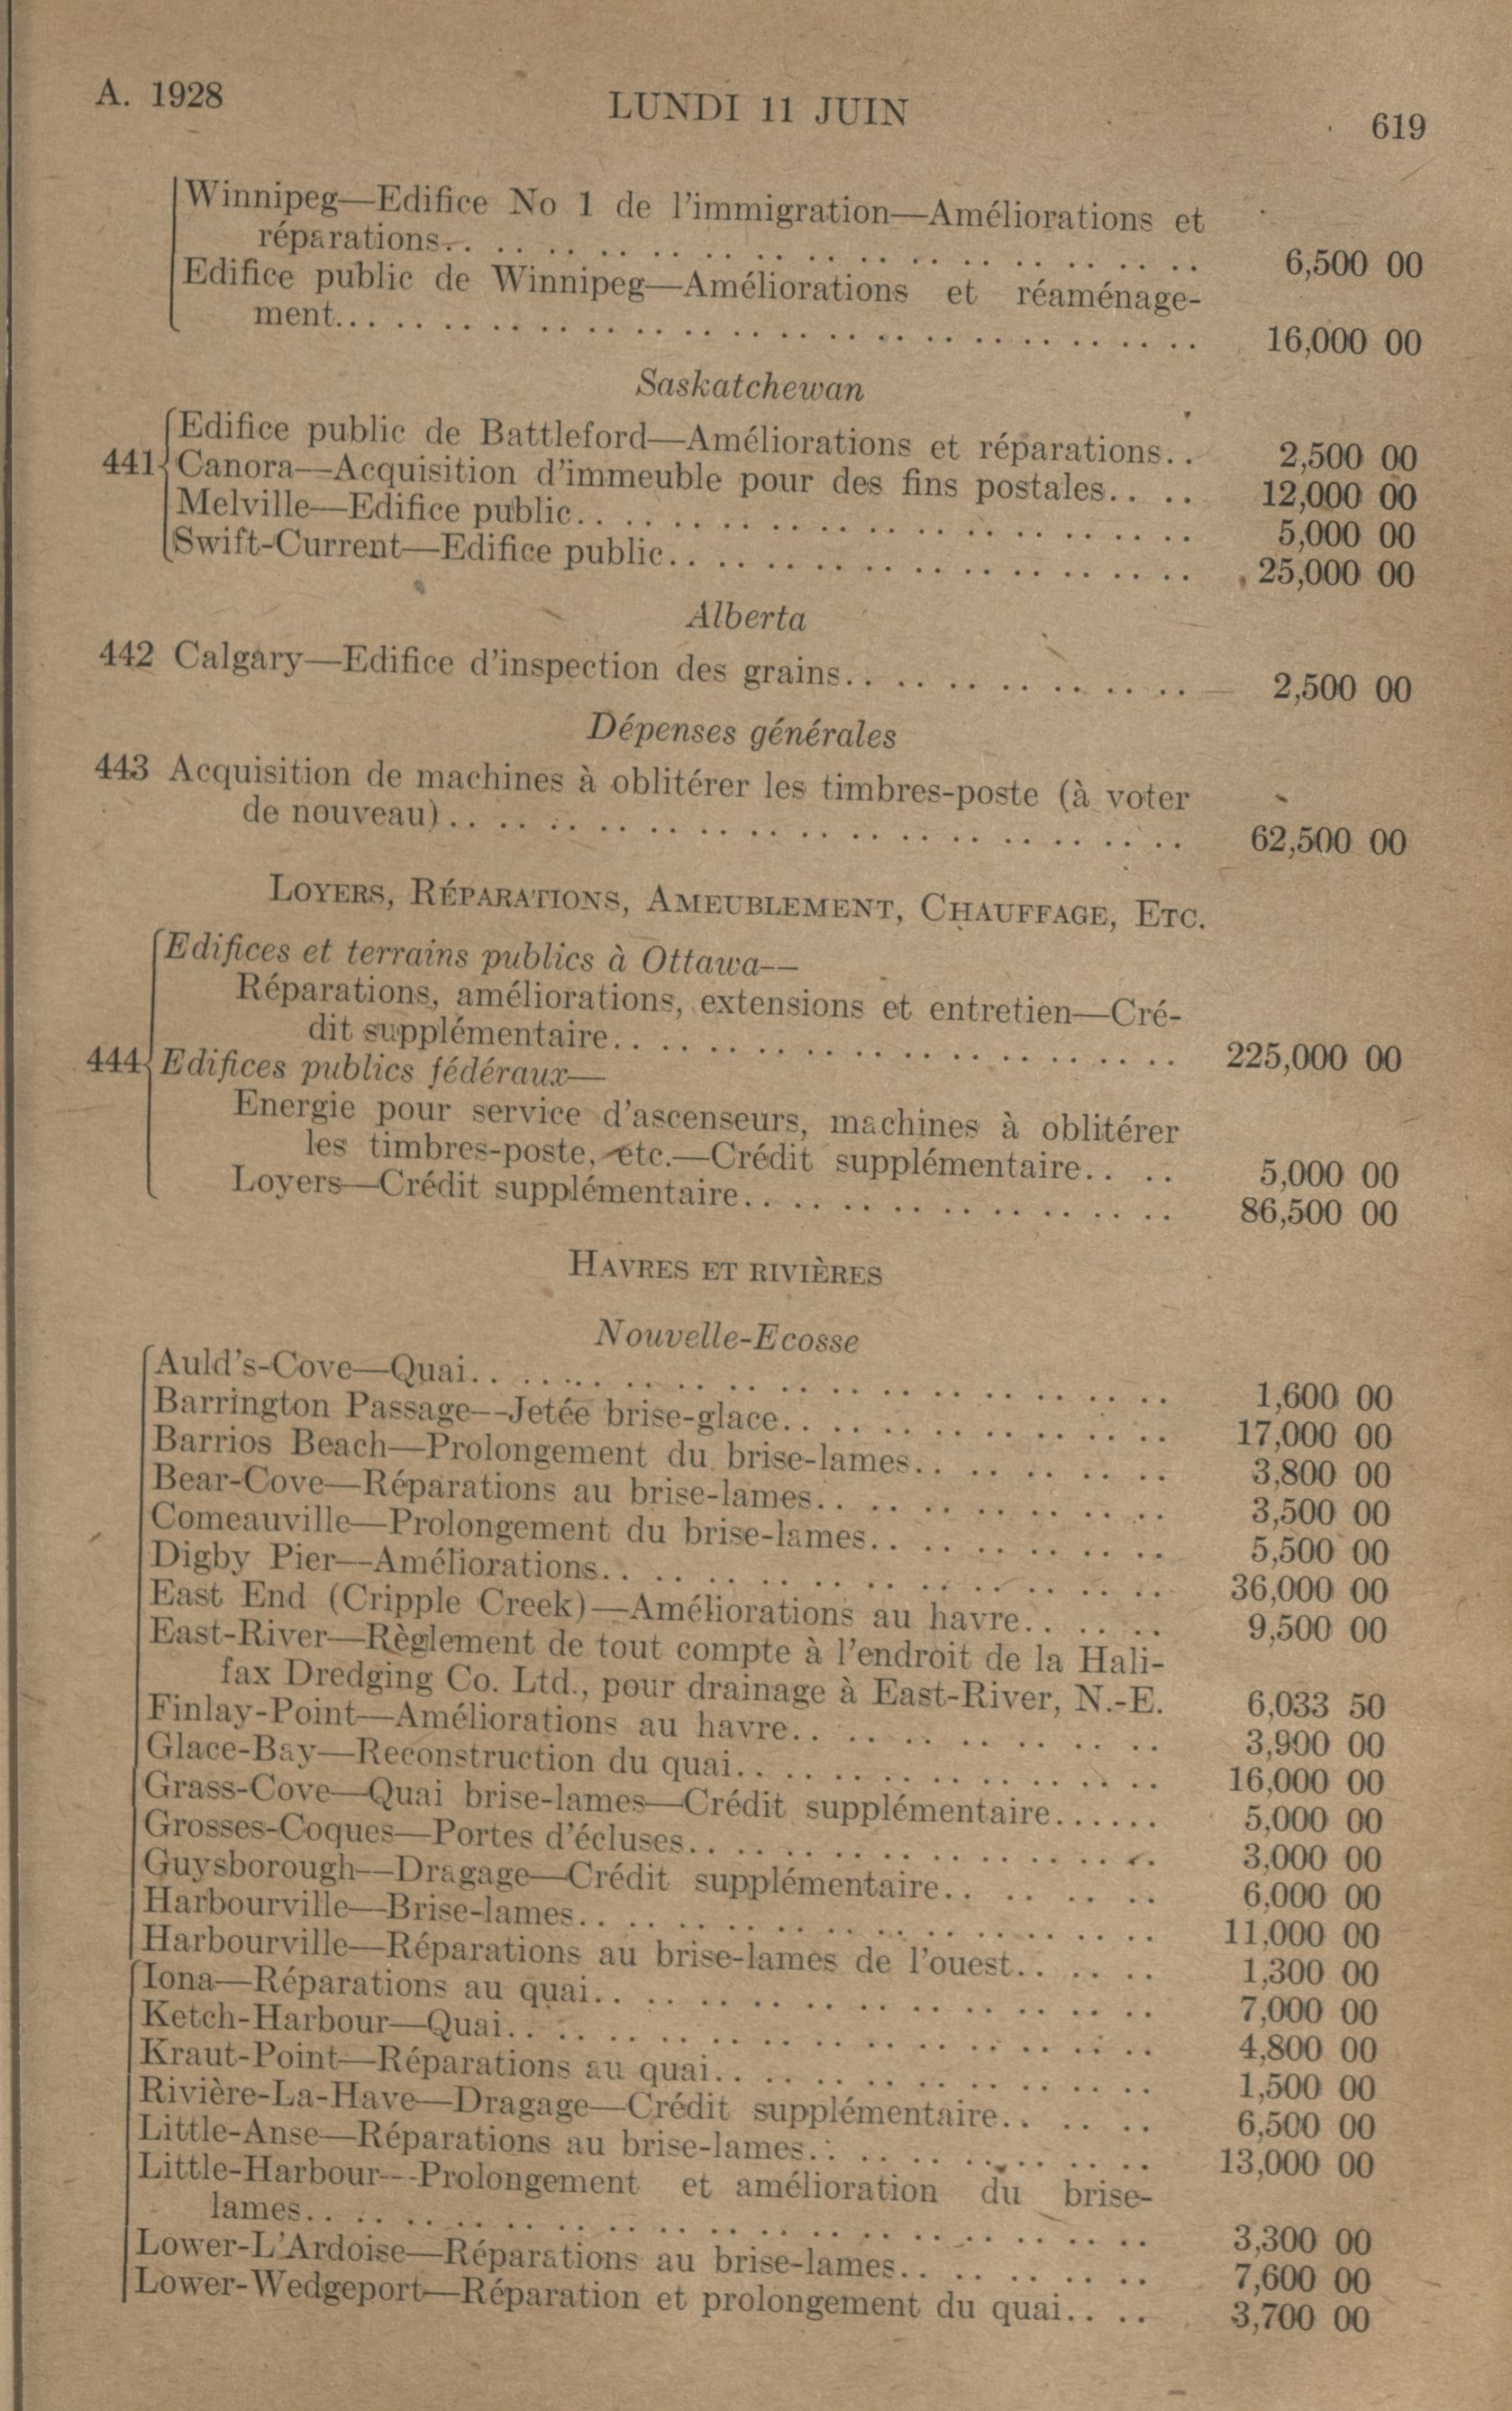 A. 1928 LUNDI 11 JUIN 619
Winnipeg—Edifice No 1 de l'immigration—Améliorations et
réparations.. .. .. .. .. .. .. .. .. .. .. .. .. .. .. 6,500 00
Edifice public de Winnipeg—Améliorations et réaménage-
ment.. .. .. .. .. .. .. .. .. .. .. .. .. .. .. .. .. .. 16,000 00
Saskatchewan
Edifice public de Battleford—Améliorations et réparations.. 2,500 00
441 Canora—Acquisition d'immeuble pour des fins postales.. .. 12,000 00
Melville—Edifice public.. .. .. .. .. .. .. .. .. .. .. .. .. 5,000 00
Swift-Current—Edifice public.. .. .. .. .. .. .. .. .. .. .. 25,000 00
Alberta
442 Calgary—Edifice d'inspection des grains.. .. .. .. .. .. .. 2,500 00
Dépenses générales
443 Acquisition de machines à oblitérer les timbres-poste (à voter
de nouveau).. .. .. .. .. .. .. .. .. .. .. .. .. .. .. 62,500 00
LOYERS, RÉPARATIONS, AMEUBLEMENT, CHAUFFAGE, ETC.
Edifices et terrains publics à Ottawa—
Réparations, améliorations, extensions et entretien—Cré-
dit supplémentaire.. .. .. .. .. .. .. .. .. .. .. .. 225,000 00
444 Edifices publics fédéraux—
Energie pour service d'ascenseurs, machines à oblitérer
les timbres-poste, etc.—Crédit supplémentaire.. .. 5,000 00
Loyers—Crédit supplémentaire.. .. .. .. .. .. .. .. .. 86,500 00
HAVRES ET RIVIÈRES
Nouvelle-Ecosse
Auld's-Cove—Quai.. .. .. .. .. .. .. .. .. .. .. .. .. .. 1,600 00
Barrington Passage—Jetée brise-glace.. .. .. .. .. .. .. .. 17,000 00
Barrios Beach—Prolongement du brise-lames.. .. .. .. .. 3,800 00
Bear-Cove—Réparations au brise-lames.. .. .. .. .. .. .. 3,500 00
Comeauville—Prolongement du brise-lames.. .. .. .. .. .. 5,500 00
Digby Pier—Améliorations.. .. .. .. .. .. .. .. .. .. .. 36,000 00
East End (Cripple Creek)—Améliorations au havre.. .. .. 9,500 00
East-River—Règlement de tout compte à l'endroit de la Hali-
fax Dredging Co. Ltd., pour drainage à East-River, N.-E. 6,033 50
Finlay-Point—Améliorations au havre.. .. .. .. .. .. .. 3,900 00
Glace-Bay—Reconstruction du quai.. .. .. .. .. .. .. .. .. 16,000 00
Grass-Cove—Quai brise-lames—Crédit supplémentaire.. .. .. 5,000 00
Grosses-Coques—Portes d'écluses.. .. .. .. .. .. .. .. .. .. 3,000 00
Guysborough—Dragage—Crédit supplémentaire.. .. .. .. .. 6,000 00
Harbourville—Brise-lames.. .. .. .. .. .. .. .. .. .. .. .. 11,000 00
Harbourville—Réparations au brise-lames de l'ouest.. .. .. 1,300 00
Iona—Réparations au quai.. .. .. .. .. .. .. .. .. .. .. 7,000 00
Ketch-Harbour—Quai.. .. .. .. .. .. .. .. .. .. .. .. .. 4,800 00
Kraut-Point—Réparations au quai.. .. .. .. .. .. .. .. .. 1,500 00
Rivière-La-Have—Dragage—Crédit supplémentaire.. .. .. 6,500 00
Little-Anse—Réparations au brise-lames.. .. .. .. .. .. .. 13,000 00
Little-Harbour—Prolongement et amélioration du brise-
lames.. .. .. .. .. .. .. .. .. .. .. .. .. .. .. .. .. 3,300 00
Lower-L'Ardoise—Réparations au brise-lames.. .. .. .. .. 7,600 00
Lower-Wedgeport—Réparation et prolongement du quai.. .. 3,700 00